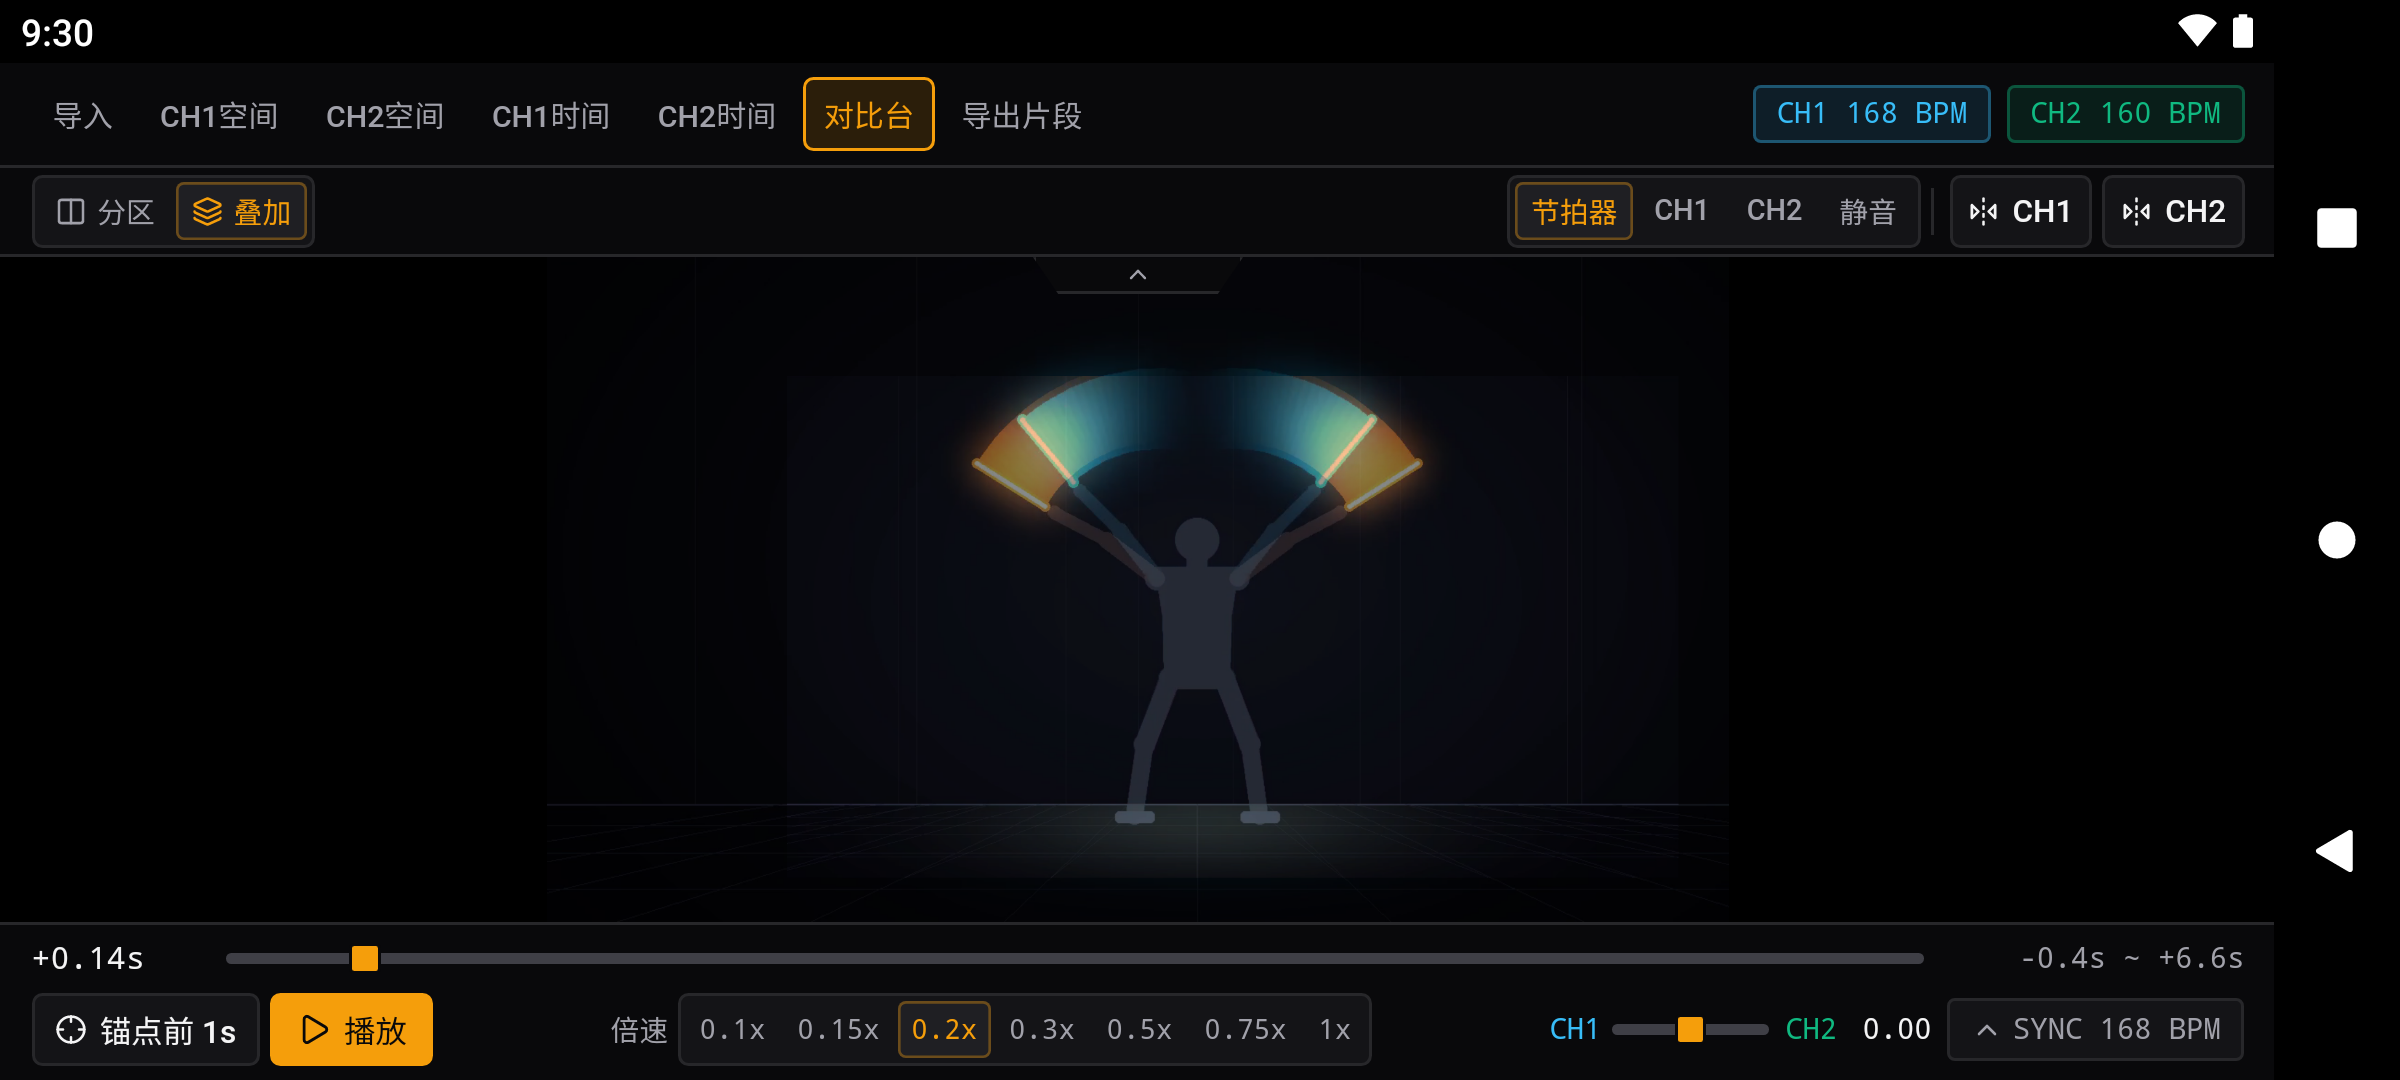 9:30
导入 CH1空间 CH2空间 CH1时间 CH2时间 对比台 导出片段 CH1 168 BPM CH2 160 BPM
分区 叠加 节拍器 CH1 CH2 静音 CH1 CH2
+0.14s -0.4s ~ +6.6s
锚点前 1s 播放 倍速 0.1x 0.15x 0.2x 0.3x 0.5x 0.75x 1x CH1 CH2 0.00 SYNC 168 BPM